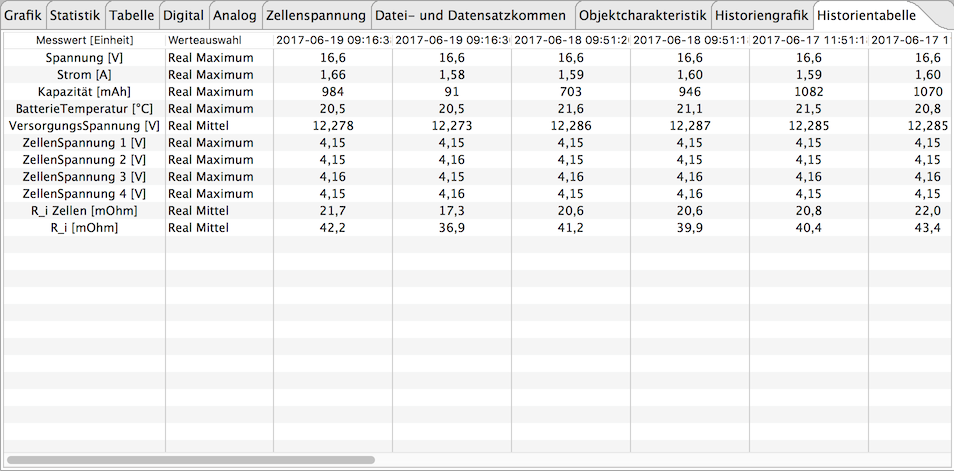 Grafik Statistik Tabelle Digital Analog Zellenspannung Datei- und Datensatzkommen Objektcharakteristik Historiengrafik Historientabelle
Messwert [Einheit] Werteauswahl 2017-06-19 09:16:3 2017-06-19 09:16:3 2017-06-18 09:51:2 2017-06-18 09:51:1 2017-06-17 11:51:1 2017-06-17 1
Spannung [V] Real Maximum 16,6 16,6 16,6 16,6 16,6 16,6
Strom [A] Real Maximum 1,66 1,58 1,59 1,60 1,59 1,60
Kapazität [mAh] Real Maximum 984 91 703 946 1082 1070
BatterieTemperatur [°C] Real Maximum 20,5 20,5 21,6 21,1 21,5 20,8
VersorgungsSpannung [V] Real Mittel 12,278 12,273 12,286 12,287 12,285 12,285
ZellenSpannung 1 [V] Real Maximum 4,15 4,15 4,15 4,15 4,15 4,15
ZellenSpannung 2 [V] Real Maximum 4,15 4,16 4,15 4,15 4,15 4,15
ZellenSpannung 3 [V] Real Maximum 4,16 4,15 4,16 4,16 4,16 4,16
ZellenSpannung 4 [V] Real Maximum 4,15 4,16 4,15 4,15 4,15 4,15
R_i Zellen [mOhm] Real Mittel 21,7 17,3 20,6 20,6 20,8 22,0
R_i [mOhm] Real Mittel 42,2 36,9 41,2 39,9 40,4 43,4